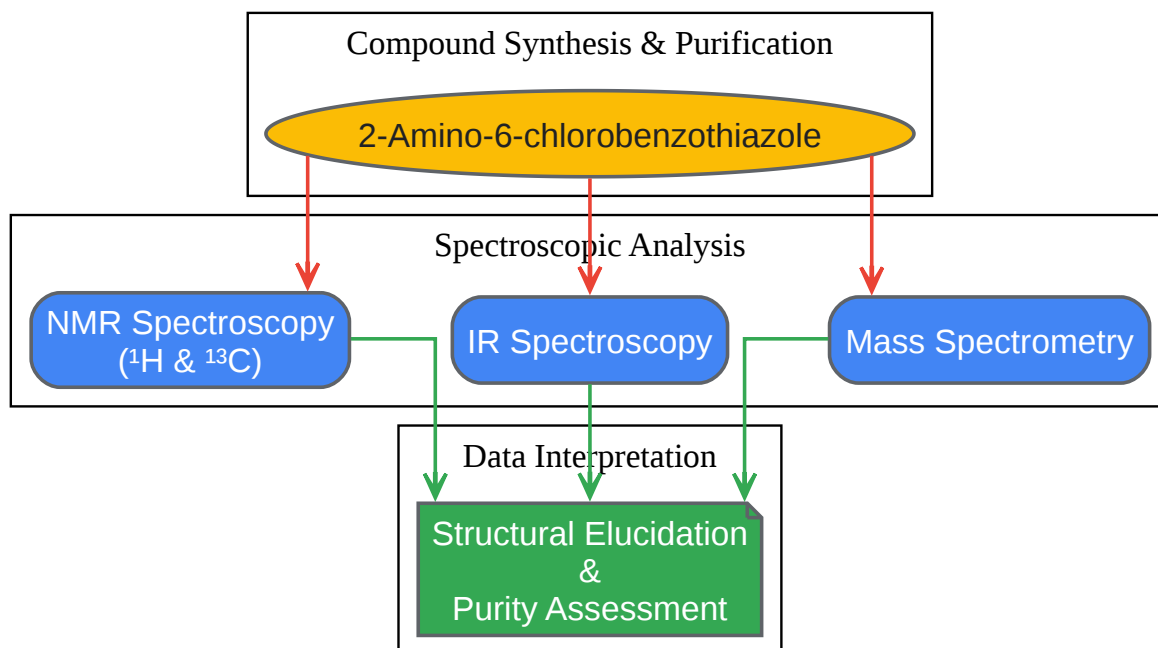 Compound Synthesis & Purification
2-Amino-6-chlorobenzothiazole
Spectroscopic Analysis
NMR Spectroscopy
(¹H & ¹³C)
IR Spectroscopy
Mass Spectrometry
Data Interpretation
Structural Elucidation
&
Purity Assessment